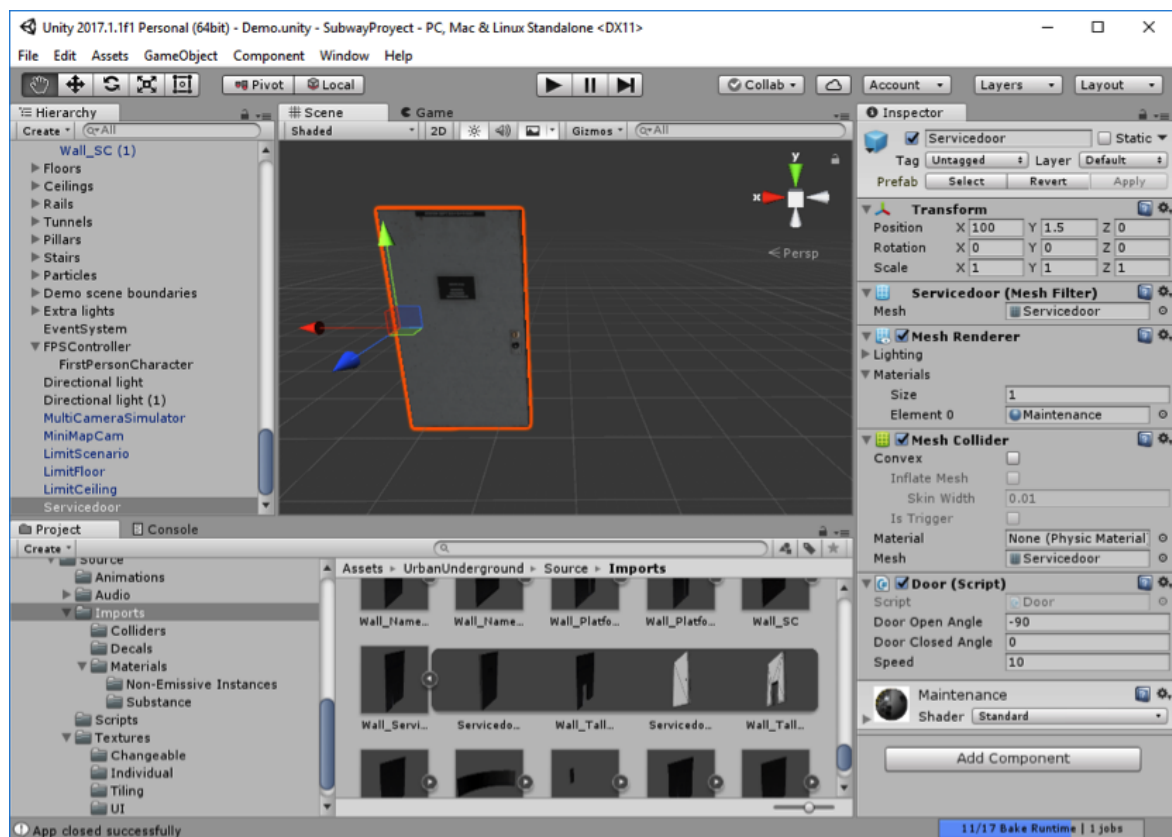 Unity 2017.1.1f1 Personal (64bit) - Demo.unity - SubwayProyect - PC, Mac & Linux Standalone <DX11>
File Edit Assets GameObject Component Window Help
Pivot Local Collab Account Layers Layout
Hierarchy
Create All
Wall_SC (1)
Floors
Ceilings
Rails
Tunnels
Pillars
Stairs
Particles
Demo scene boundaries
Extra lights
EventSystem
FPSController
FirstPersonCharacter
Directional light
Directional light (1)
MultiCameraSimulator
MiniMapCam
LimitScenario
LimitFloor
LimitCeiling
Servicedoor
Scene Game
Shaded 2D Gizmos All
y
x
Persp
Project Console
Create
Source
Animations
Audio
Imports
Colliders
Decals
Materials
Non-Emissive Instances
Substance
Scripts
Textures
Changeable
Individual
Tiling
UI
Assets UrbanUnderground Source Imports
Wall_Name... Wall_Name... Wall_Platfo... Wall_Platfo... Wall_SC
Wall_Servi... Servicedo... Wall_Tall... Servicedo... Wall_Tall...
Inspector
Servicedoor Static
Tag Untagged Layer Default
Prefab Select Revert Apply
Transform
Position X 100 Y 1.5 Z 0
Rotation X 0 Y 0 Z 0
Scale X 1 Y 1 Z 1
Servicedoor (Mesh Filter)
Mesh Servicedoor
Mesh Renderer
Lighting
Materials
Size 1
Element 0 Maintenance
Mesh Collider
Convex
Inflate Mesh
Skin Width 0.01
Is Trigger
Material None (Physic Material)
Mesh Servicedoor
Door (Script)
Script Door
Door Open Angle -90
Door Closed Angle 0
Speed 10
Maintenance
Shader Standard
Add Component
App closed successfully
11/17 Bake Runtime | 1 jobs